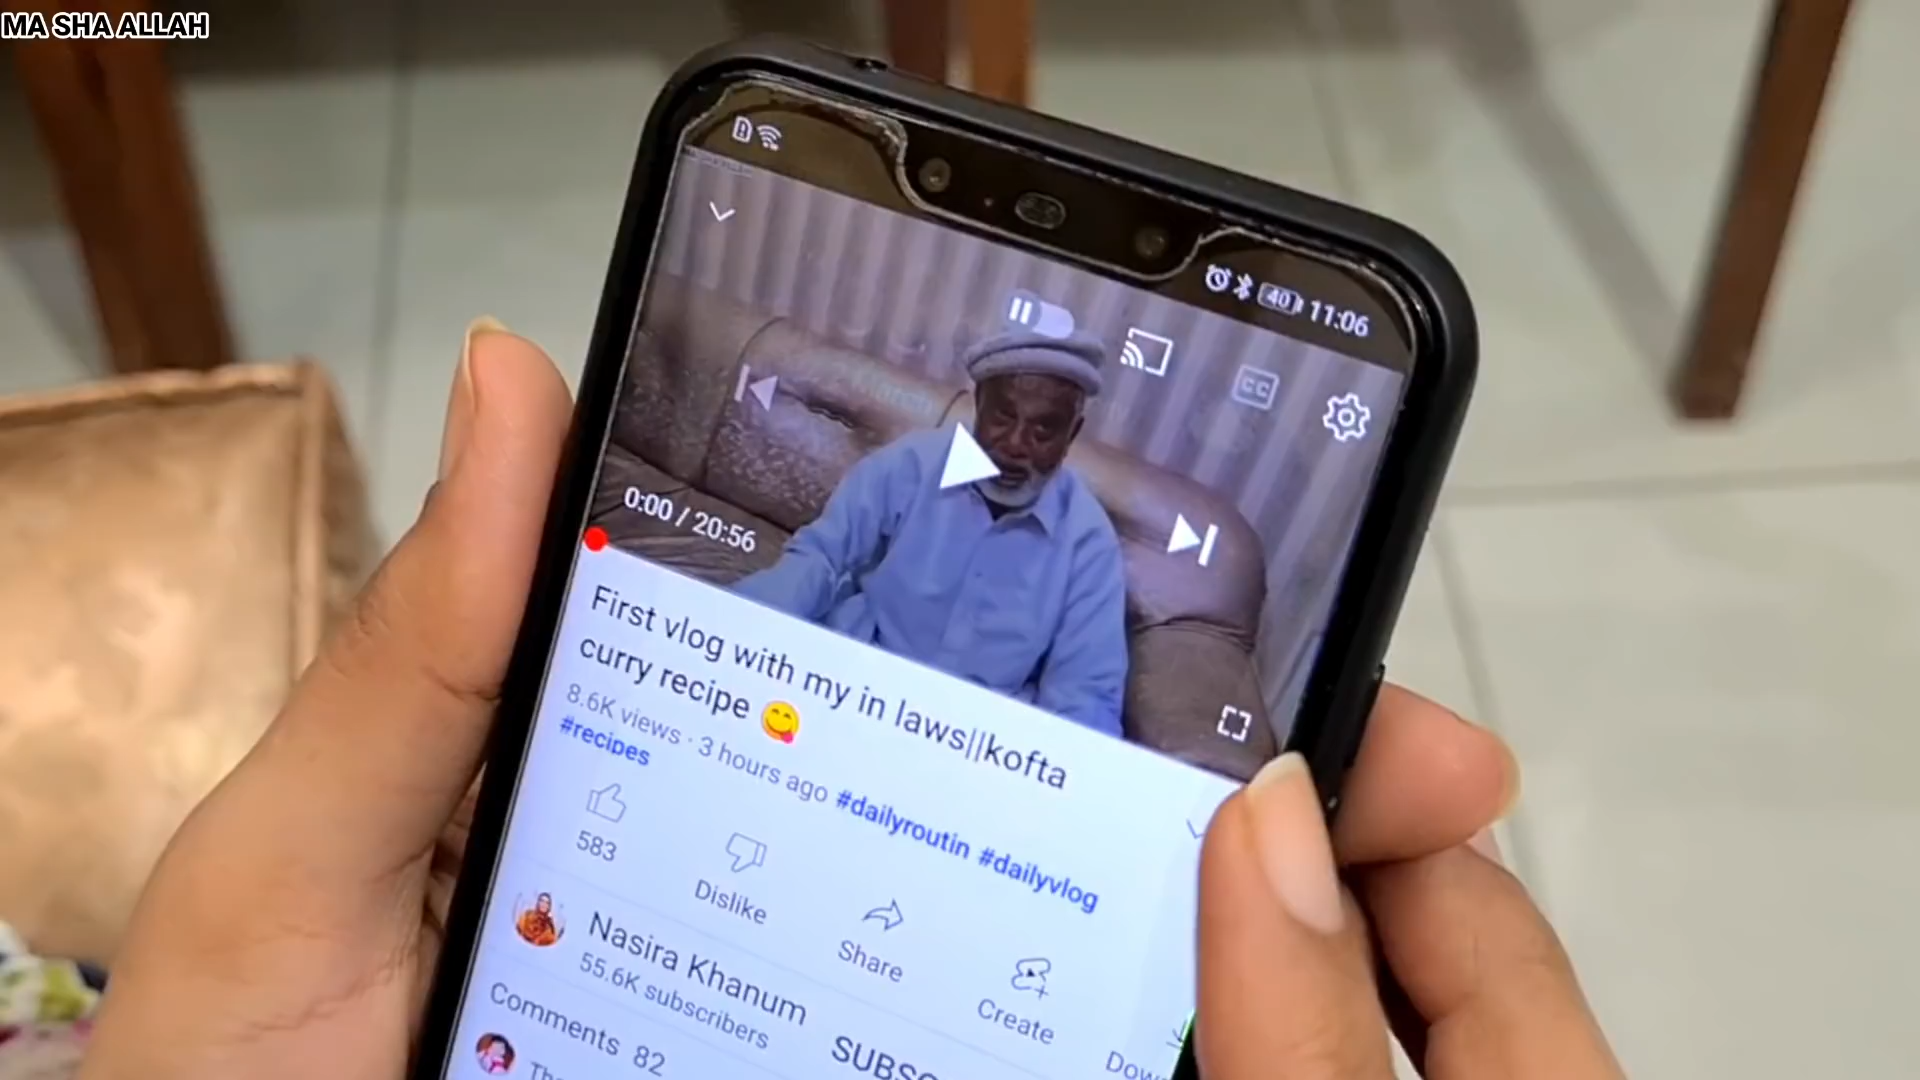 MA SHA ALLAH
40 11:06
CC
0:00 / 20:56
First vlog with my in laws||kofta
curry recipe 😋
8.6K views · 3 hours ago #dailyroutin #dailyvlog
#recipes
583
Dislike
Share
Create
Nasira Khanum
55.6K subscribers
Comments 82